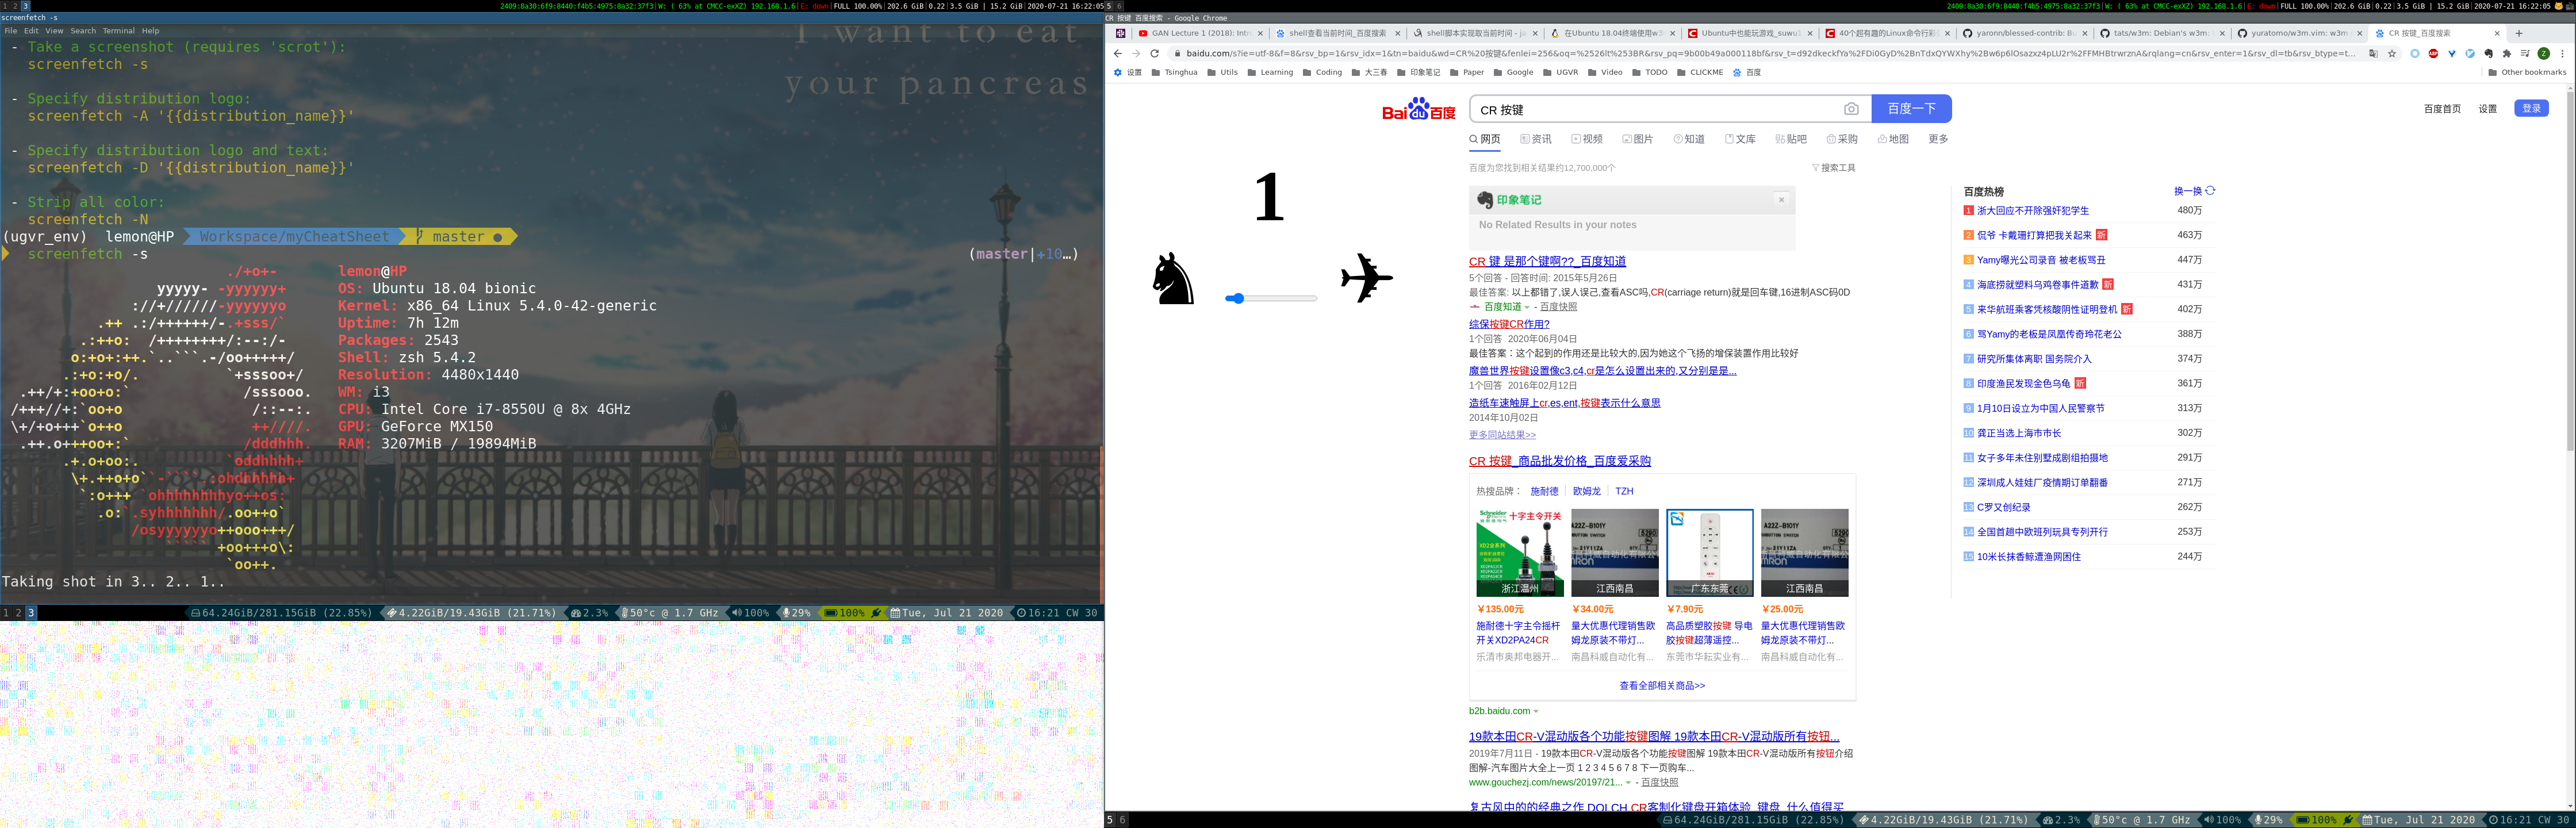 1 2 3
2409:8a30:6f9:8440:f4b5:4975:8a32:37f3|W: ( 63% at CMCC-exXZ) 192.168.1.6|E: down|FULL 100.00%|202.6 GiB|0.22|3.5 GiB | 15.2 GiB|2020-07-21 16:22:05
screenfetch -s
File Edit View Search Terminal Help
I want to eat
your pancreas
- Take a screenshot (requires 'scrot'):
screenfetch -s
- Specify distribution logo:
screenfetch -A '{{distribution_name}}'
- Specify distribution logo and text:
screenfetch -D '{{distribution_name}}'
- Strip all color:
screenfetch -N
(ugvr_env) lemon@HP Workspace/myCheatSheet master ●
screenfetch -s (master|+10…)
lemon@HP
OS: Ubuntu 18.04 bionic
Kernel: x86_64 Linux 5.4.0-42-generic
Uptime: 7h 12m
Packages: 2543
Shell: zsh 5.4.2
Resolution: 4480x1440
WM: i3
CPU: Intel Core i7-8550U @ 8x 4GHz
GPU: GeForce MX150
RAM: 3207MiB / 19894MiB
Taking shot in 3.. 2.. 1..
1 2 3 64.24GiB/281.15GiB (22.85%) 4.22GiB/19.43GiB (21.71%) 2.3% 50°c @ 1.7 GHz 100% 29% 100% Tue, Jul 21 2020 16:21 CW 30
5 6
2409:8a30:6f9:8440:f4b5:4975:8a32:37f3|W: ( 63% at CMCC-exXZ) 192.168.1.6|E: down|FULL 100.00%|202.6 GiB|0.22|3.5 GiB | 15.2 GiB|2020-07-21 16:22:05
CR 按键_百度搜索 - Google Chrome
GAN Lecture 1 (2018): Intr shell查看当前时间_百度搜索 shell脚本实现取当前时间 - ja 在Ubuntu 18.04终端使用w3 Ubuntu中也能玩游戏_suwu1 40个超有趣的Linux命令行彩 yaronn/blessed-contrib: Bu tats/w3m: Debian's w3m: yuratomo/w3m.vim: w3m CR 按键_百度搜索
baidu.com/s?ie=utf-8&f=8&rsv_bp=1&rsv_idx=1&tn=baidu&wd=CR%20按键&fenlei=256&oq=%2526lt%253BR&rsv_pq=9b00b49a000118bf&rsv_t=d92dkeckfYa%2FDi0GyD%2BnTdxQYWXhy%2Bw6p6lOsazxz4pLU2r%2FFMHBtrwrznA&rqlang=cn&rsv_enter=1&rsv_dl=tb&rsv_btype=t...
设置 Tsinghua Utils Learning Coding 大三春 印象笔记 Paper Google UGVR Video TODO CLICKME 百度 Other bookmarks
Bai du 百度 CR 按键 百度一下 百度首页 设置 登录
网页 资讯 视频 图片 知道 文库 贴吧 采购 地图 更多
百度为您找到相关结果约12,700,000个 搜索工具
1
印象笔记
No Related Results in your notes
CR 键 是那个键啊??_百度知道
5个回答 - 回答时间: 2015年5月26日
最佳答案: 以上都错了,误人误己,查看ASC吗,CR(carriage return)就是回车键,16进制ASC码0D
百度知道 - 百度快照
综保按键CR作用?
1个回答 2020年06月04日
最佳答案：这个起到的作用还是比较大的,因为她这个飞扬的增保装置作用比较好
魔兽世界按键设置像c3,c4,cr是怎么设置出来的,又分别是是...
1个回答 2016年02月12日
造纸车速触屏上cr,es,ent,按键表示什么意思
2014年10月02日
更多同站结果>>
CR 按键_商品批发价格_百度爱采购
热搜品牌： 施耐德 欧姆龙 TZH
Schneider 十字主令开关
浙江温州 江西南昌 广东东莞 江西南昌
￥135.00元 ￥34.00元 ￥7.90元 ￥25.00元
施耐德十字主令摇杆 量大优惠代理销售欧 高品质塑胶按键 导电 量大优惠代理销售欧
开关XD2PA24CR 姆龙原装不带灯... 胶按键超薄遥控... 姆龙原装不带灯...
乐清市奥邦电器开... 南昌科威自动化有... 东莞市华耘实业有... 南昌科威自动化有...
查看全部相关商品>>
b2b.baidu.com
19款本田CR-V混动版各个功能按键图解 19款本田CR-V混动版所有按钮...
2019年7月11日 - 19款本田CR-V混动版各个功能按键图解 19款本田CR-V混动版所有按钮介绍
图解-汽车图片大全上一页 1 2 3 4 5 6 7 8 下一页购车...
www.gouchezj.com/news/20197/21... - 百度快照
复古风中的的经典之作 DOLCH CR客制化键盘开箱体验_键盘_什么值得买
百度热榜 换一换
1 浙大回应不开除强奸犯学生 480万
2 侃爷 卡戴珊打算把我关起来 新 463万
3 Yamy曝光公司录音 被老板骂丑 447万
4 海底捞就塑料乌鸡卷事件道歉 新 431万
5 来华航班乘客凭核酸阴性证明登机 新 402万
6 骂Yamy的老板是凤凰传奇玲花老公 388万
7 研究所集体离职 国务院介入 374万
8 印度渔民发现金色乌龟 新 361万
9 1月10日设立为中国人民警察节 313万
10 龚正当选上海市市长 302万
11 女子多年未住别墅成剧组拍摄地 291万
12 深圳成人娃娃厂疫情期订单翻番 271万
13 C罗又创纪录 262万
14 全国首趟中欧班列玩具专列开行 253万
15 10米长抹香鲸遭渔网困住 244万
5 6 64.24GiB/281.15GiB (22.85%) 4.22GiB/19.43GiB (21.71%) 2.3% 50°c @ 1.7 GHz 100% 29% 100% Tue, Jul 21 2020 16:21 CW 30